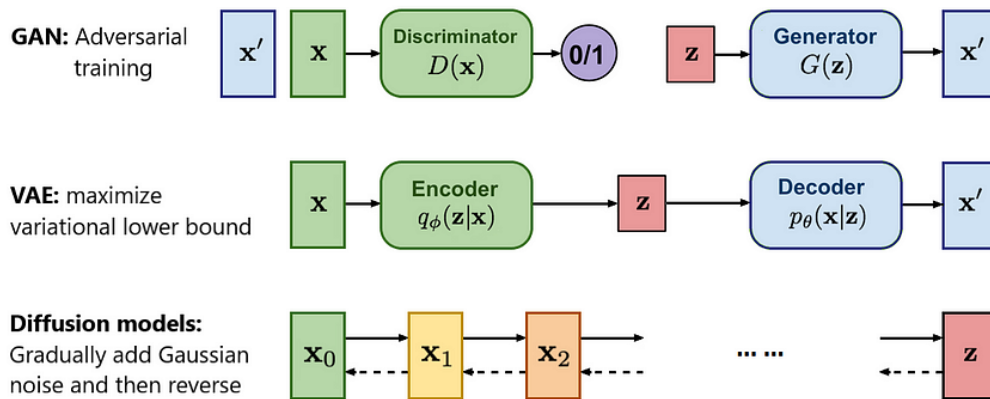 GAN: Adversarial
training
x′
x
Discriminator
D(x)
0/1
z
Generator
G(z)
x′
VAE: maximize
variational lower bound
x
Encoder
qϕ(z|x)
z
Decoder
pθ(x|z)
x′
Diffusion models:
Gradually add Gaussian
noise and then reverse
x₀
x₁
x₂
... ...
z